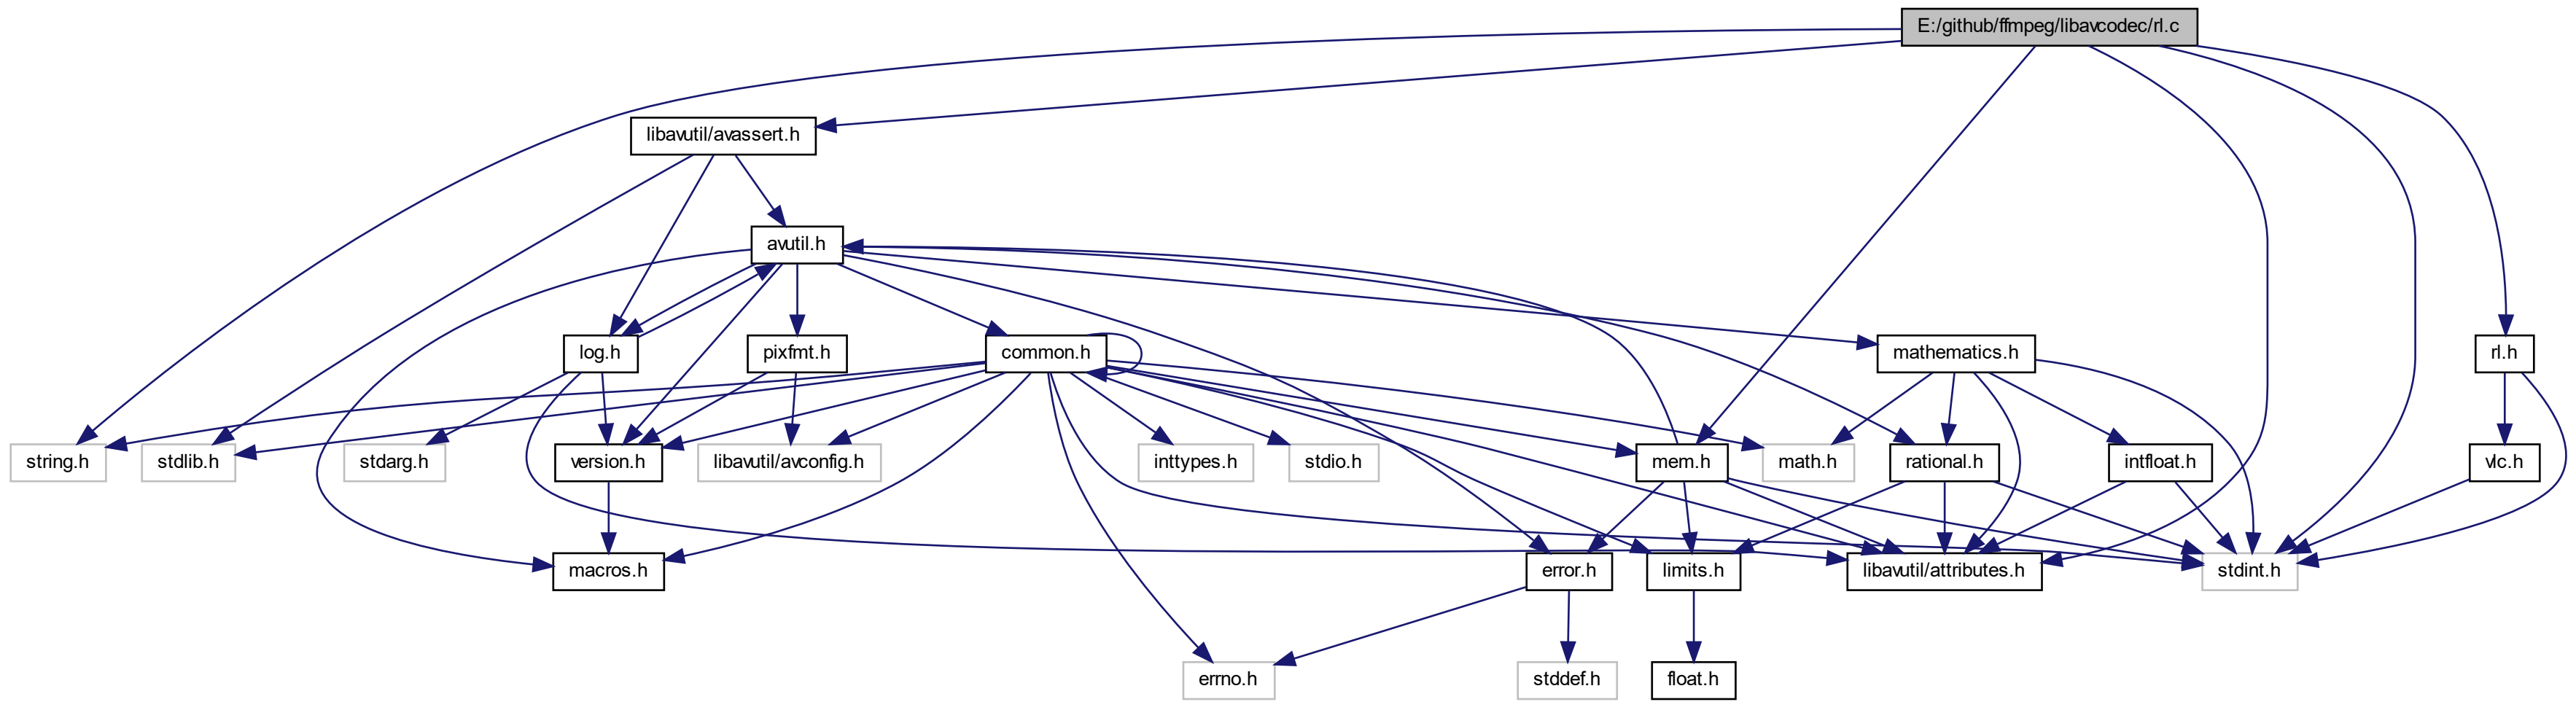 E:/github/ffmpeg/libavcodec/rl.c
libavutil/avassert.h
avutil.h
log.h
pixfmt.h
common.h
mathematics.h
rl.h
string.h
stdlib.h
stdarg.h
version.h
libavutil/avconfig.h
inttypes.h
stdio.h
mem.h
math.h
rational.h
intfloat.h
vlc.h
macros.h
error.h
limits.h
libavutil/attributes.h
stdint.h
errno.h
stddef.h
float.h